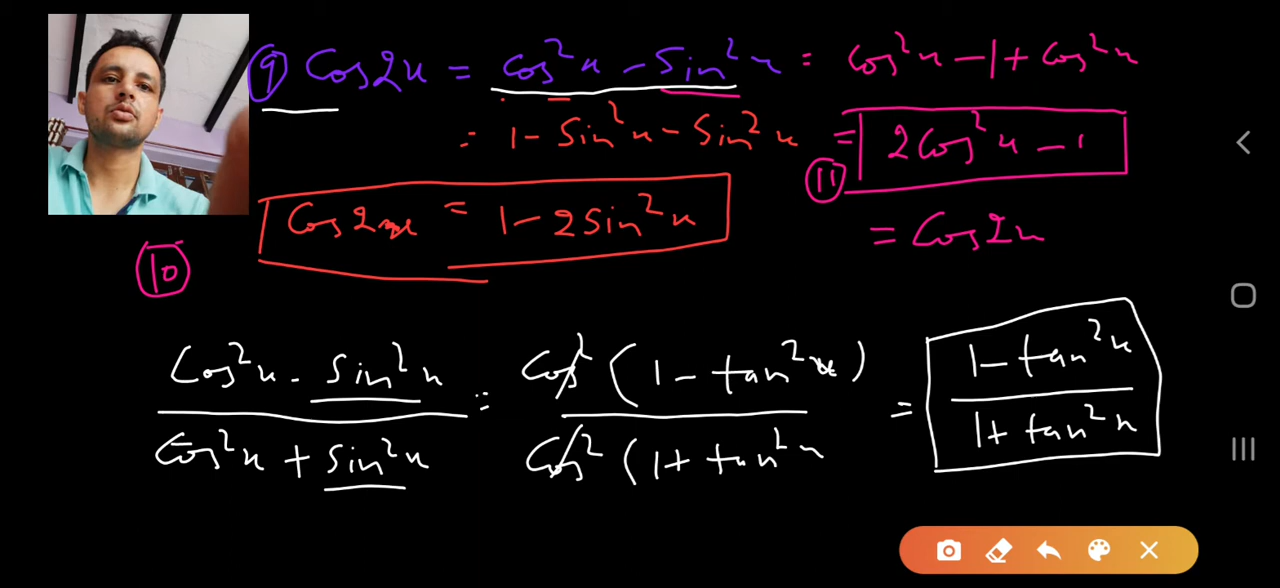 ⑨ Cos2x = cos²x - Sin²x = cos²x - 1 + cos²x
= 1 - Sin²x - Sin²x = 2Cos²x - 1
⑪
Cos2x = 1 - 2Sin²x = Cos2x
⑩
Cos²x - Sin²x / Cos²x + Sin²x = Cos² (1 - tan²x) / Cos² (1 + tan²x = 1 - tan²x / 1 + tan²x